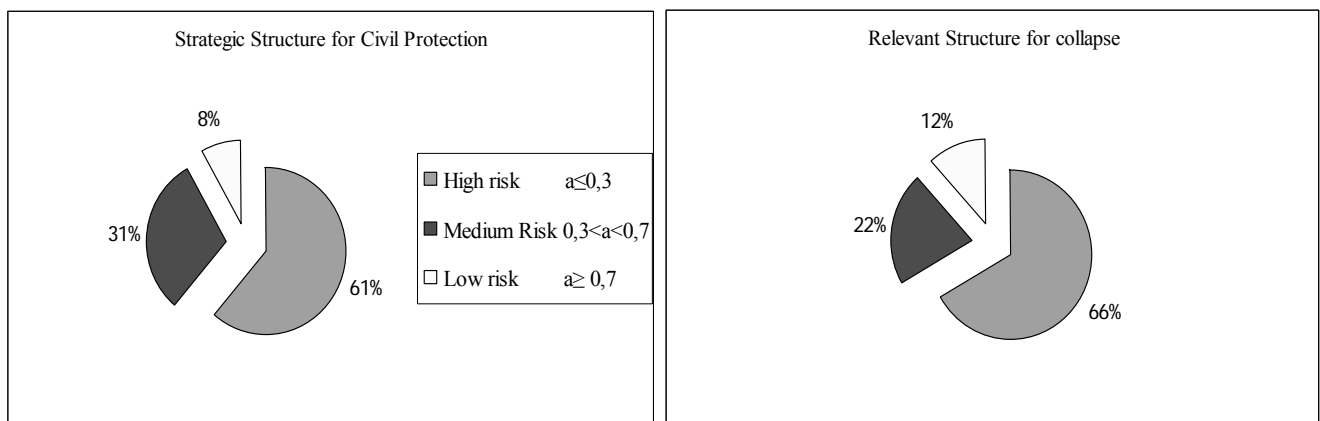 Strategic Structure for Civil Protection
8%
31%
61%
High risk a≤0,3
Medium Risk 0,3<a<0,7
Low risk a≥ 0,7
Relevant Structure for collapse
12%
22%
66%